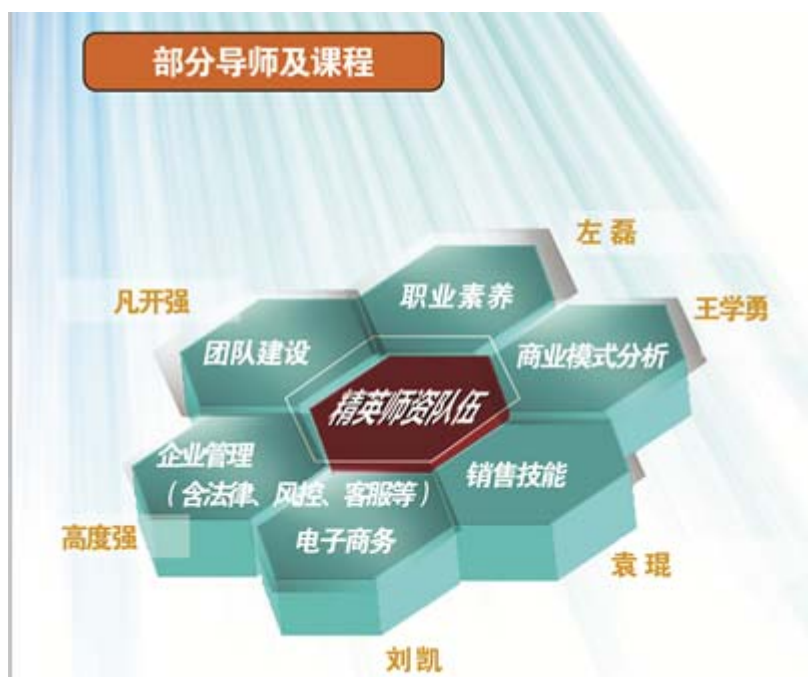 部分导师及课程
左磊
职业素养
凡开强
王学勇
团队建设
商业模式分析
精英师资队伍
企业管理
（含法律、风控、客服等）
销售技能
高度强
电子商务
袁琨
刘凯